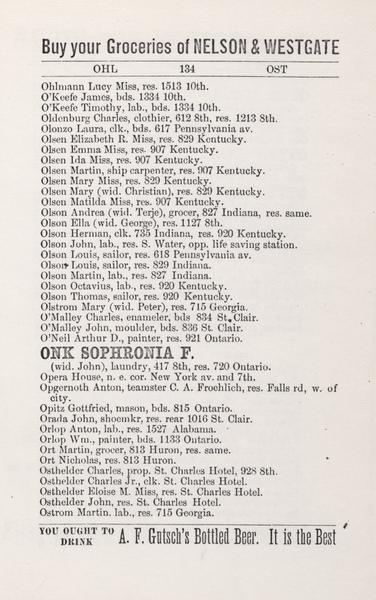 Buy your Groceries of NELSON & WESTGATE
OHL 134 OST
Ohlmann Lucy Miss, res. 1513 10th.
O'Keefe James, bds. 1334 10th.
O'Keefe Timothy, lab., bds. 1334 10th.
Oldenburg Charles, clothier, 612 8th, res. 1213 8th.
Olonzo Laura, clk., bds. 617 Pennsylvania av.
Olsen Elizabeth R. Miss, res. 829 Kentucky.
Olsen Emma Miss, res. 907 Kentucky.
Olsen Ida Miss, res. 907 Kentucky.
Olsen Martin, ship carpenter, res. 907 Kentucky.
Olsen Mary Miss, res. 829 Kentucky.
Olsen Mary (wid. Christian), res. 829 Kentucky.
Olsen Matilda Miss, res. 907 Kentucky.
Olson Andrea (wid. Terje), grocer, 827 Indiana, res. same.
Olson Ella (wid. George), res. 1127 8th.
Olson Herman, clk. 735 Indiana, res. 920 Kentucky.
Olson John, lab., res. S. Water, opp. life saving station.
Olson Louis, sailor, res. 618 Pennsylvania av.
Olson Louis, sailor, res. 829 Indiana.
Olson Martin, lab., res. 827 Indiana.
Olson Octavius, lab., res. 920 Kentucky.
Olson Thomas, sailor, res. 920 Kentucky.
Olstrom Mary (wid. Peter), res. 715 Georgia.
O'Malley Charles, enameler, bds 834 St. Clair.
O'Malley John, moulder, bds. 836 St. Clair.
O'Neil Arthur D., painter, res. 921 Ontario.
ONK SOPHRONIA F.
(wid. John), laundry, 417 8th, res. 720 Ontario.
Opera House, n. e. cor. New York av. and 7th.
Opgernoth Anton, teamster C. A. Froehlich, res. Falls rd, w. of
city.
Opitz Gottfried, mason, bds. 815 Ontario.
Orada John, shoemkr, res. rear 1016 St. Clair.
Orlop Anton, lab., res. 1527 Alabama.
Orlop Wm., painter, bds. 1133 Ontario.
Ort Martin, grocer, 813 Huron, res. same.
Ort Nicholas, res. 813 Huron.
Osthelder Charles, prop. St. Charles Hotel, 928 8th.
Osthelder Charles Jr., clk. St. Charles Hotel.
Osthelder Eloise M. Miss, res. St. Charles Hotel.
Osthelder John, res. St. Charles Hotel.
Ostrom Martin. lab., res. 715 Georgia.
YOU OUGHT TO DRINK A. F. Gutsch's Bottled Beer. It is the Best